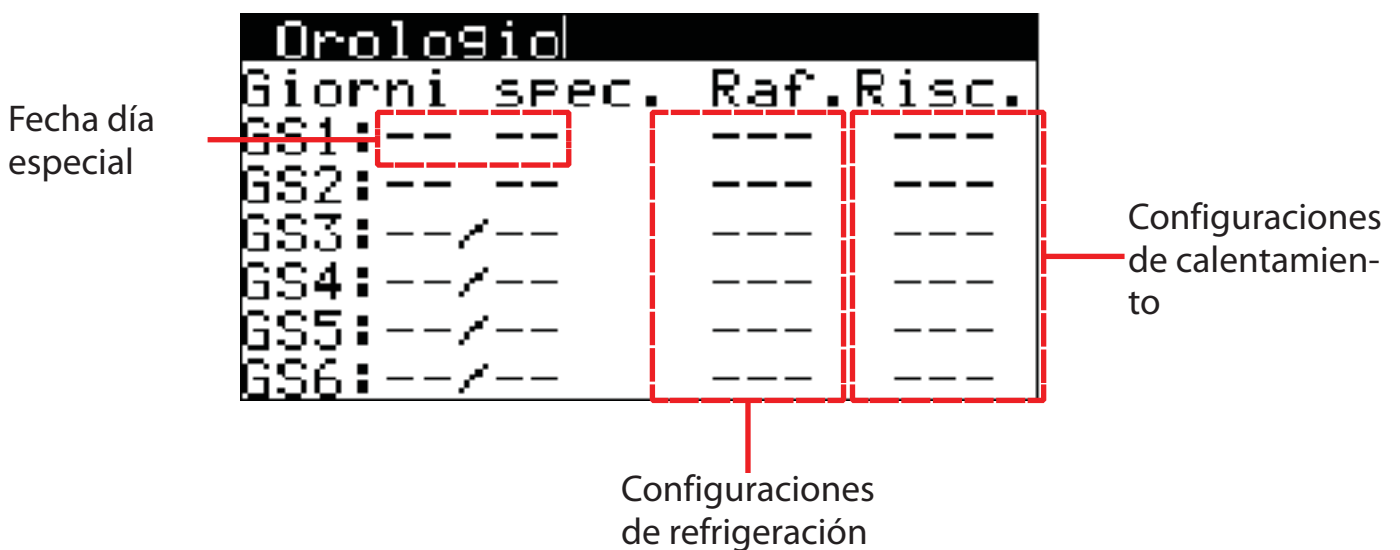 Orologio
Giorni spec. Raf.Risc.
GS1:-- -- --- ---
GS2:-- -- --- ---
GS3:--/-- --- ---
GS4:--/-- --- ---
GS5:--/-- --- ---
GS6:--/-- --- ---
Fecha día
especial
Configuraciones
de calentamien-
to
Configuraciones
de refrigeración